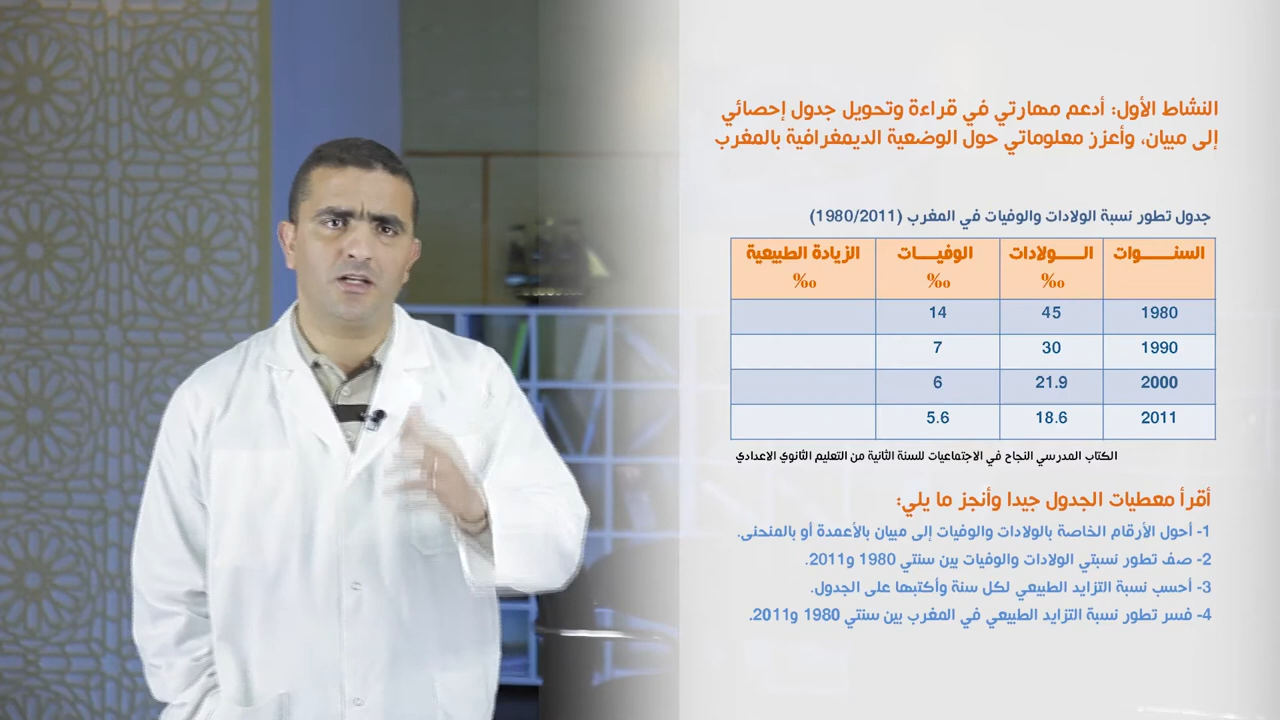 النشاط الأول: أدعم مهارتي في قراءة وتحويل جدول إحصائي
إلى مبيان، وأعزز معلوماتي حول الوضعية الديمغرافية بالمغرب
جدول تطور نسبة الولادات والوفيات في المغرب (1980/2011)
السنــــوات الــــولادات الوفيــــات الزيادة الطبيعية
‰ ‰ ‰
1980 45 14
1990 30 7
2000 21.9 6
2011 18.6 5.6
الكتاب المدرسي النجاح في الاجتماعيات للسنة الثانية من التعليم الثانوي الاعدادي
أقرأ معطيات الجدول جيدا وأنجز ما يلي:
1- أحول الأرقام الخاصة بالولادات والوفيات إلى مبيان بالأعمدة أو بالمنحنى.
2- صف تطور نسبتي الولادات والوفيات بين سنتي 1980 و2011.
3- أحسب نسبة التزايد الطبيعي لكل سنة وأكتبها على الجدول.
4- فسر تطور نسبة التزايد الطبيعي في المغرب بين سنتي 1980 و2011.